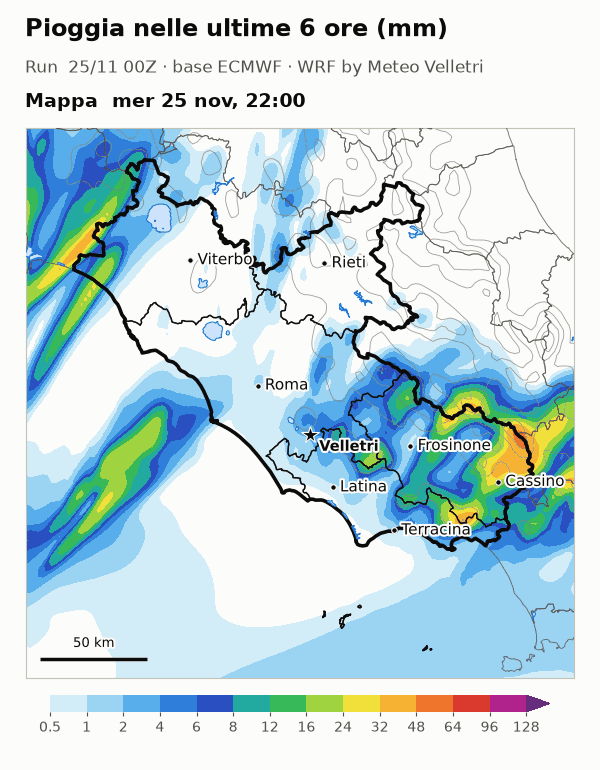 Pioggia nelle ultime 6 ore (mm)
Run  25/11 00Z · base ECMWF · WRF by Meteo Velletri
Mappa  mer 25 nov, 22:00
Viterbo
Rieti
Roma
Velletri
Frosinone
Latina
Cassino
Terracina
50 km
0.5 1 2 4 6 8 12 16 24 32 48 64 96 128